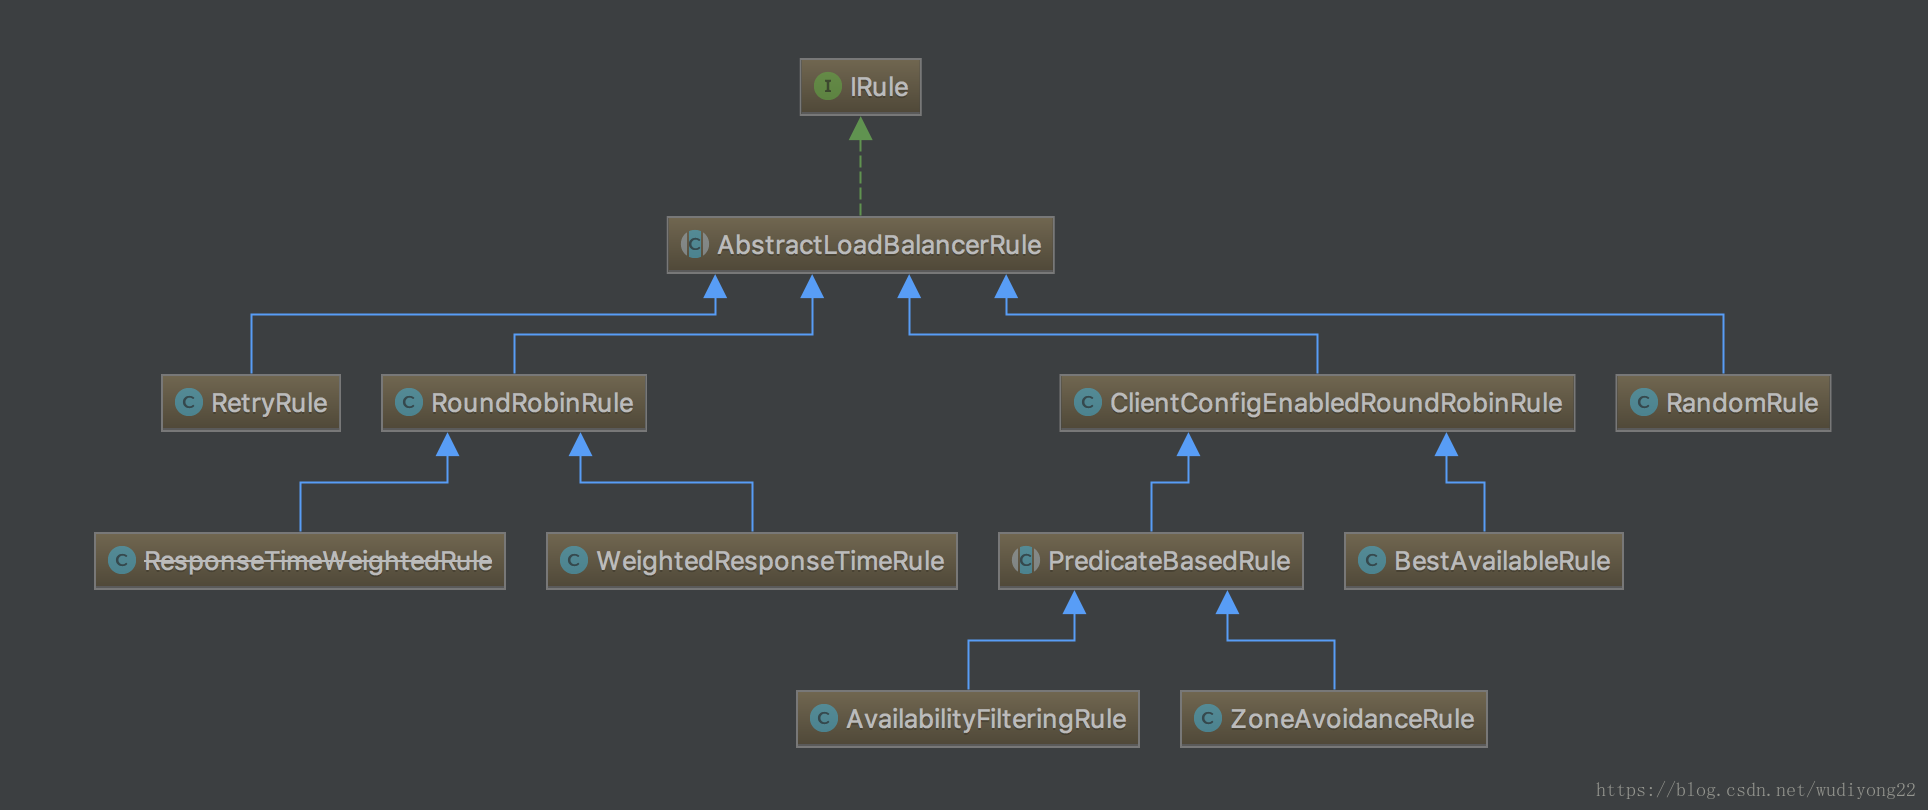 I IRule
C AbstractLoadBalancerRule
C RetryRule
C RoundRobinRule
C ClientConfigEnabledRoundRobinRule
C RandomRule
C ResponseTimeWeightedRule
C WeightedResponseTimeRule
C PredicateBasedRule
C BestAvailableRule
C AvailabilityFilteringRule
C ZoneAvoidanceRule
https://blog.csdn.net/wudiyong22